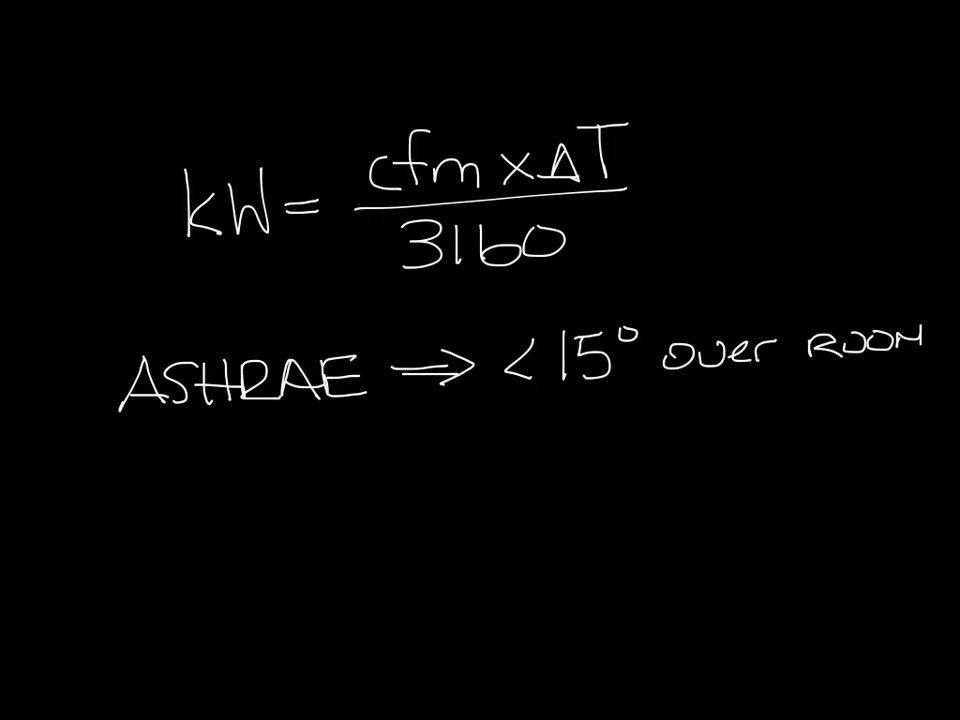 kW = cfm x ΔT
3160
ASHRAE ⇒ < 15° over ROOM